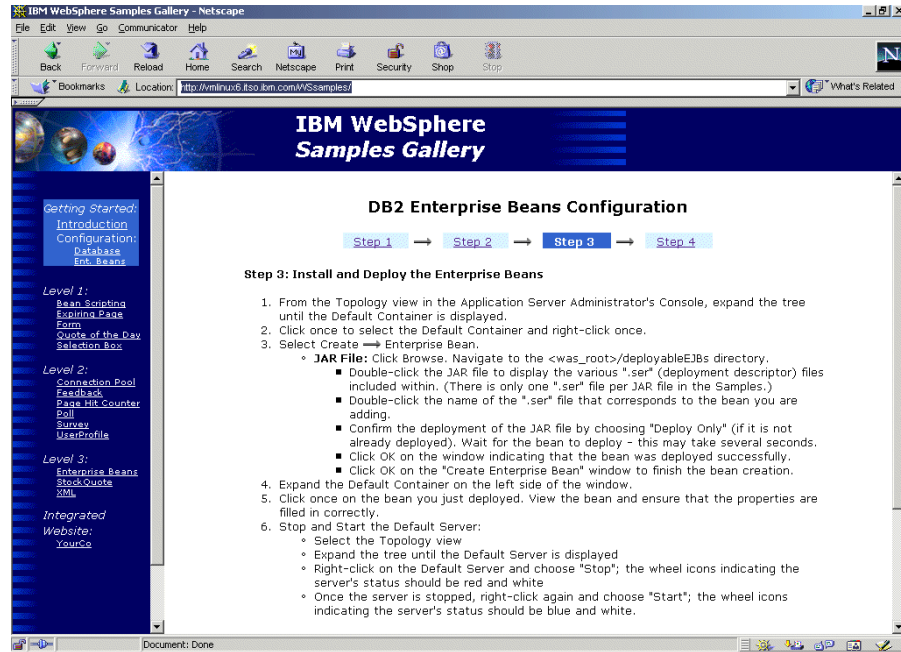 IBM WebSphere Samples Gallery - Netscape
File Edit View Go Communicator Help
Back Forward Reload Home Search Netscape Print Security Shop Stop
My
N
Bookmarks Location: http://vmlinux6.itso.ibm.com/WSsamples/ What's Related
IBM WebSphere
Samples Gallery
Getting Started:
Introduction
Configuration:
Database
Ent. Beans
Level 1:
Bean Scripting
Expiring Page
Form
Quote of the Day
Selection Box
Level 2:
Connection Pool
Feedback
Page Hit Counter
Poll
Survey
UserProfile
Level 3:
Enterprise Beans
StockQuote
XML
Integrated
Website:
YourCo
DB2 Enterprise Beans Configuration
Step 1 ⟶ Step 2 ⟶ Step 3 ⟶ Step 4
Step 3: Install and Deploy the Enterprise Beans
1. From the Topology view in the Application Server Administrator's Console, expand the tree
until the Default Container is displayed.
2. Click once to select the Default Container and right-click once.
3. Select Create ⟶ Enterprise Bean.
◦ JAR File: Click Browse. Navigate to the <was_root>/deployableEJBs directory.
▪ Double-click the JAR file to display the various ".ser" (deployment descriptor) files
included within. (There is only one ".ser" file per JAR file in the Samples.)
▪ Double-click the name of the ".ser" file that corresponds to the bean you are
adding.
▪ Confirm the deployment of the JAR file by choosing "Deploy Only" (if it is not
already deployed). Wait for the bean to deploy - this may take several seconds.
▪ Click OK on the window indicating that the bean was deployed successfully.
▪ Click OK on the "Create Enterprise Bean" window to finish the bean creation.
4. Expand the Default Container on the left side of the window.
5. Click once on the bean you just deployed. View the bean and ensure that the properties are
filled in correctly.
6. Stop and Start the Default Server:
◦ Select the Topology view
◦ Expand the tree until the Default Server is displayed
◦ Right-click on the Default Server and choose "Stop"; the wheel icons indicating the
server's status should be red and white
◦ Once the server is stopped, right-click again and choose "Start"; the wheel icons
indicating the server's status should be blue and white.
Document: Done